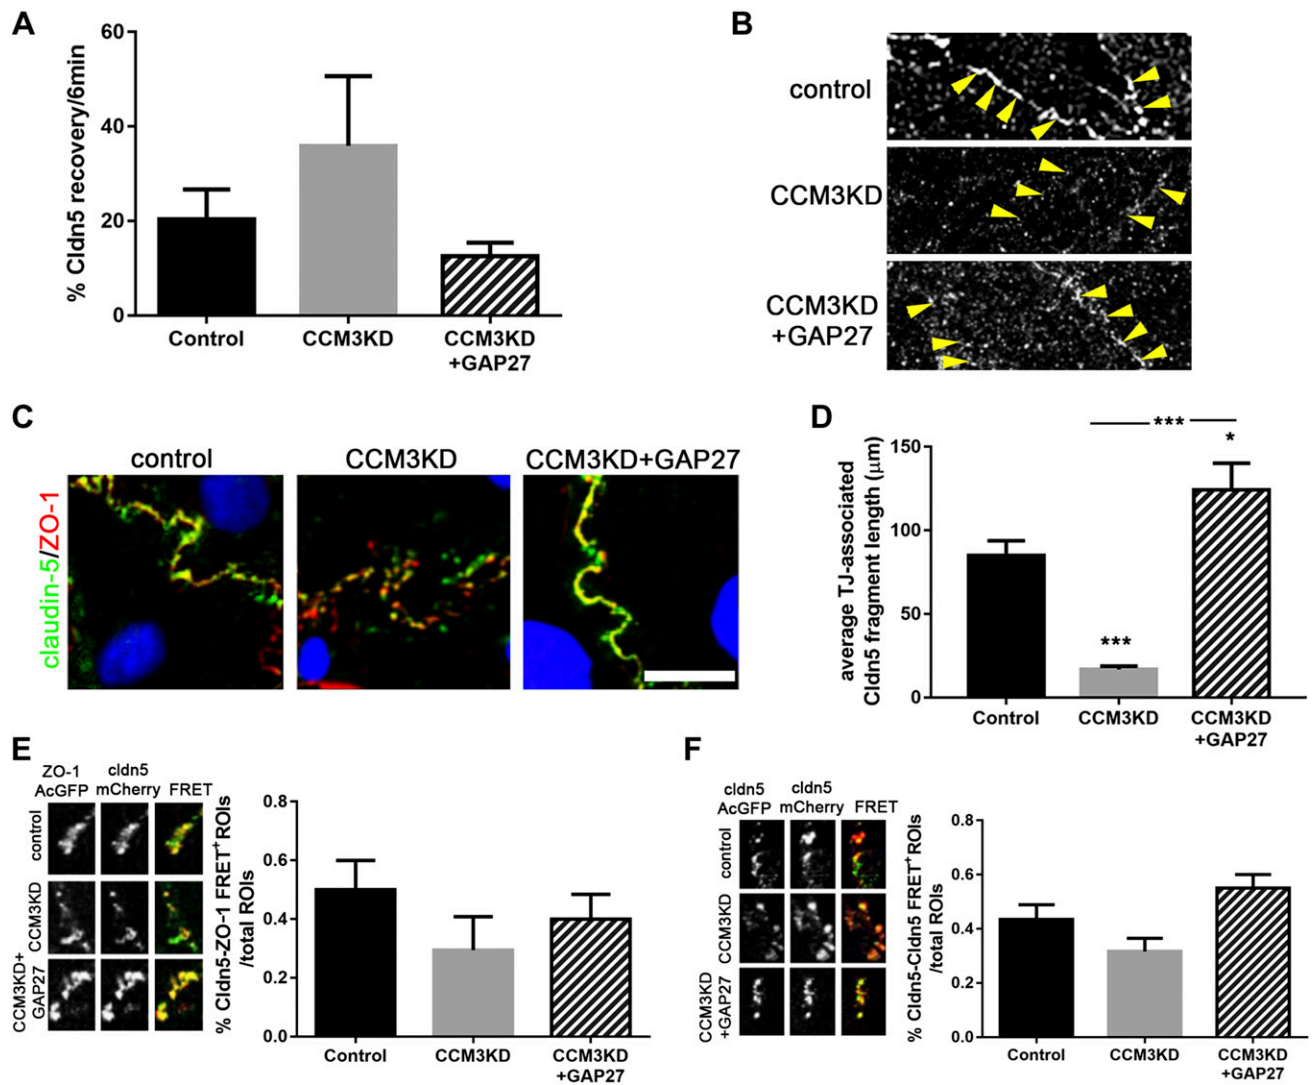 A
% Cldn5 recovery/6min
60
40
20
0
Control
CCM3KD
CCM3KD
+GAP27
B
control
CCM3KD
CCM3KD
+GAP27
C
control
CCM3KD
CCM3KD+GAP27
claudin-5/ZO-1
D
average TJ-associated
Cldn5 fragment length (μm)
150
100
50
0
***
*
***
Control
CCM3KD
CCM3KD
+GAP27
E
ZO-1
AcGFP
cldn5
mCherry
FRET
control
CCM3KD
CCM3KD+
GAP27
% Cldn5-ZO-1 FRET⁺ROIs
/total ROIs
0.8
0.6
0.4
0.2
0.0
Control
CCM3KD
CCM3KD
+GAP27
F
cldn5
AcGFP
cldn5
mCherry
FRET
control
CCM3KD
CCM3KD
+GAP27
% Cldn5-Cldn5 FRET⁺ROIs
/total ROIs
0.8
0.6
0.4
0.2
0.0
Control
CCM3KD
CCM3KD
+GAP27